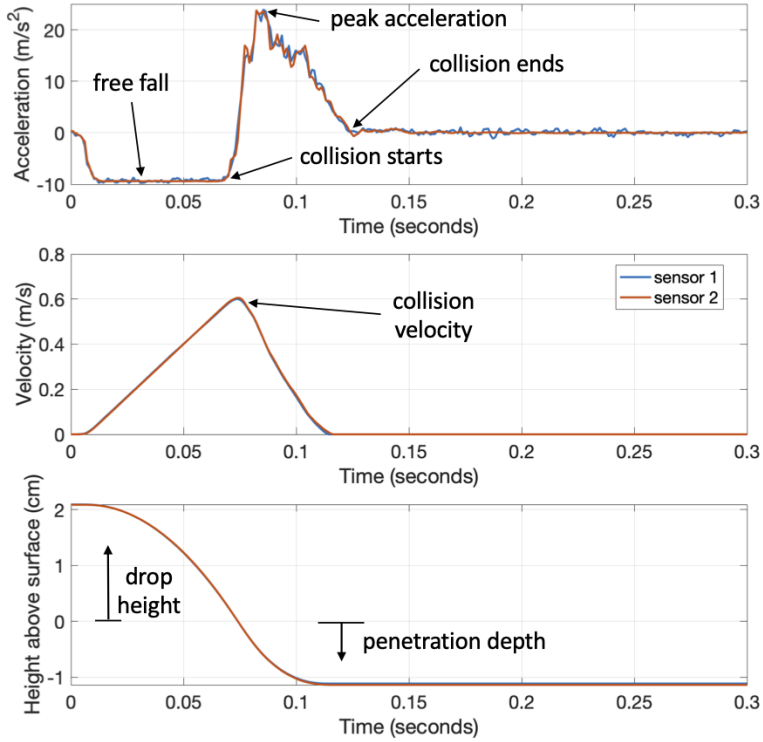 Acceleration (m/s²)
20
10
0
-10
peak acceleration
free fall
collision ends
collision starts
0
0.05
0.1
0.15
0.2
0.25
0.3
Time (seconds)
Velocity (m/s)
0.8
0.6
0.4
0.2
0
sensor 1
sensor 2
collision
velocity
0
0.05
0.1
0.15
0.2
0.25
0.3
Time (seconds)
Height above surface (cm)
2
1
0
-1
drop
height
penetration depth
0
0.05
0.1
0.15
0.2
0.25
0.3
Time (seconds)